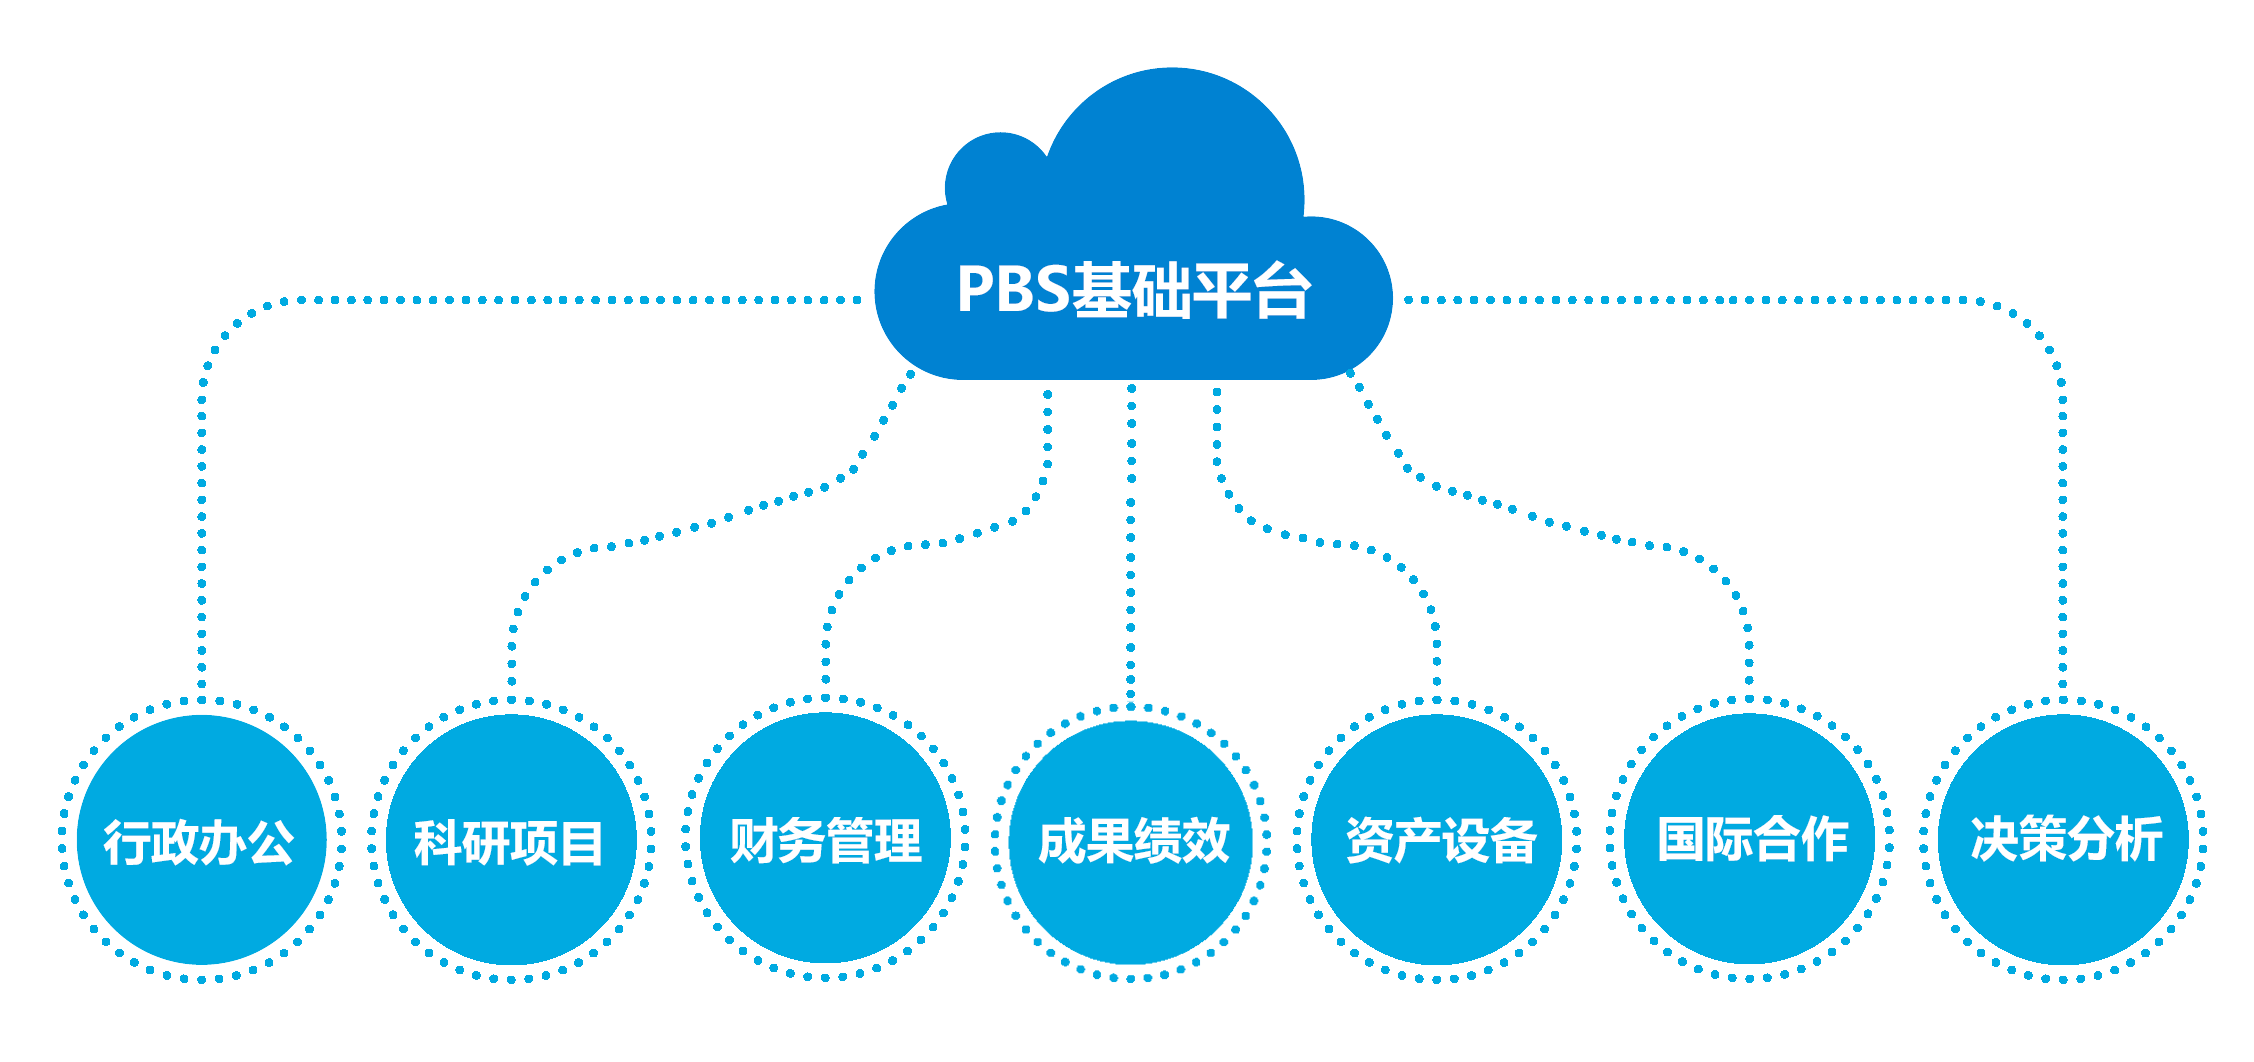 PBS基础平台
行政办公
科研项目
财务管理
成果绩效
资产设备
国际合作
决策分析